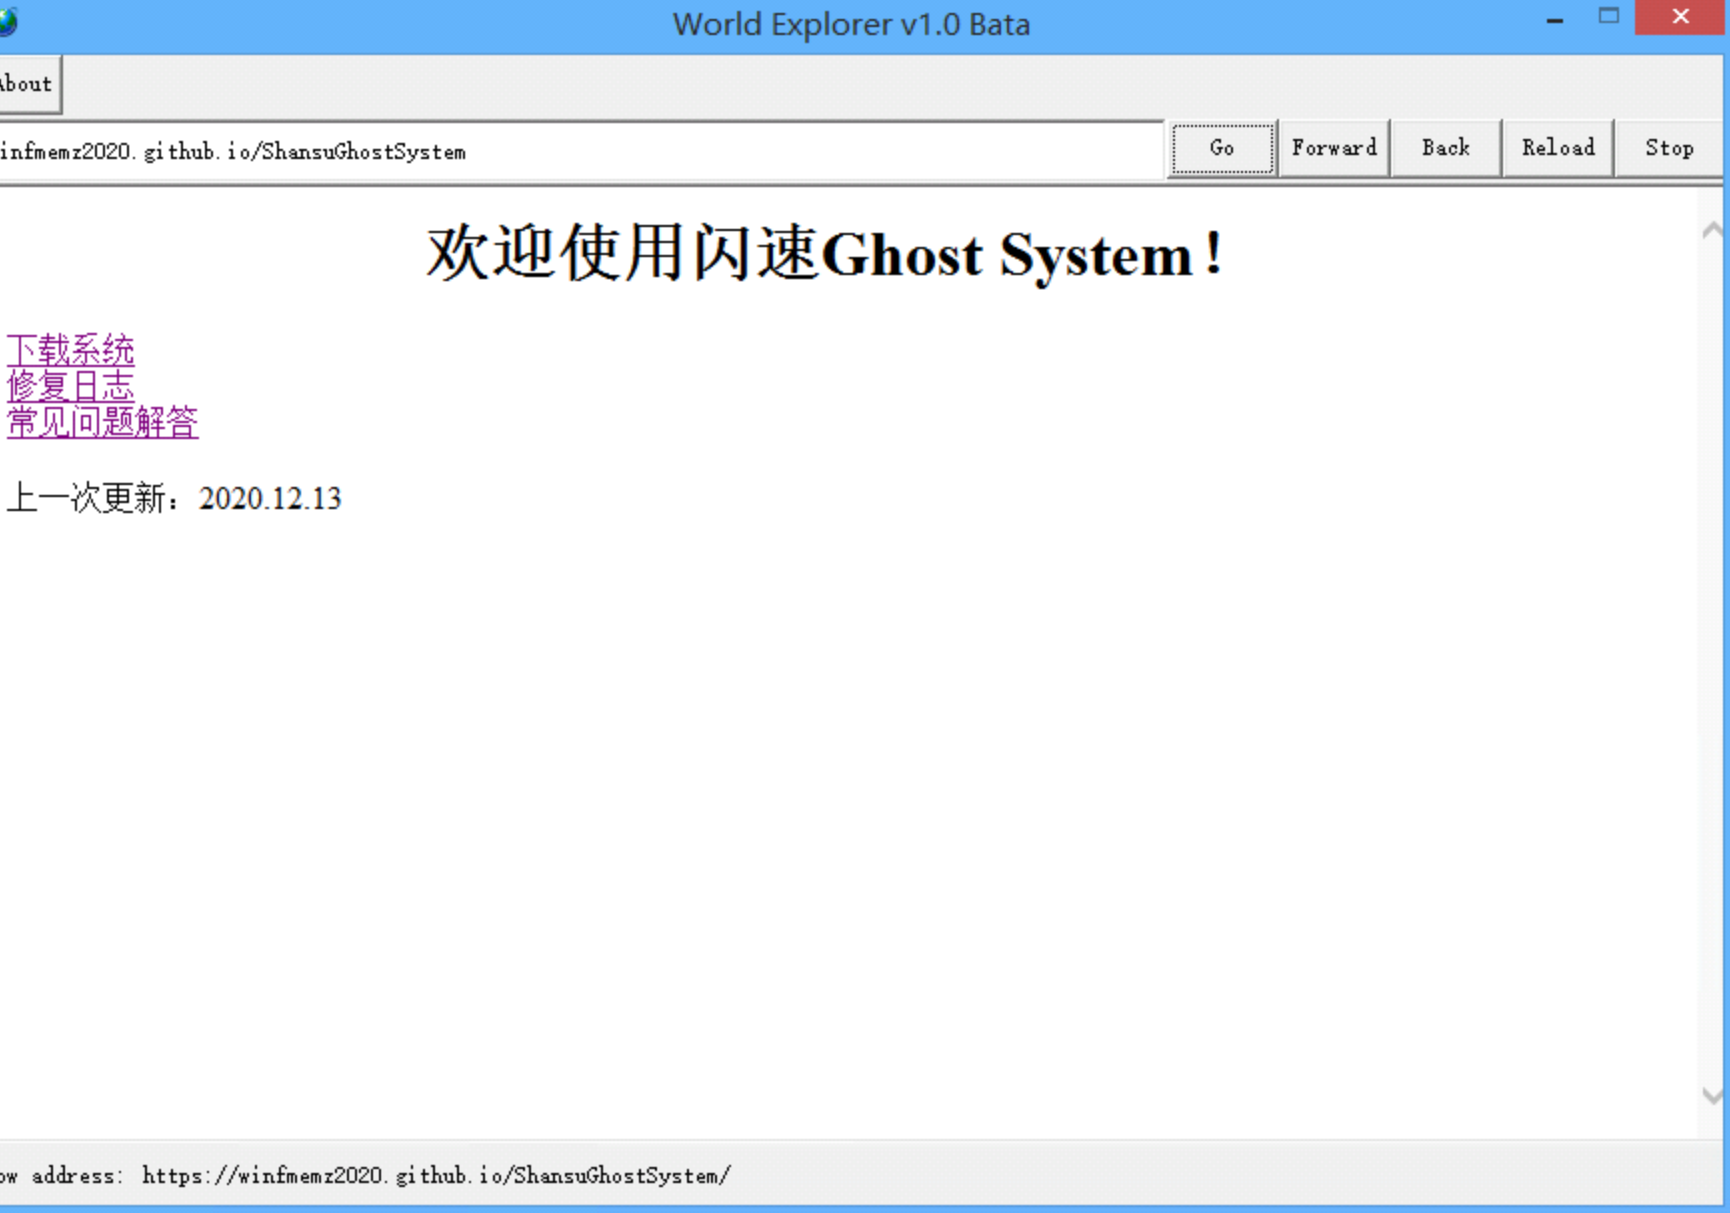 World Explorer v1.0 Bata
About
infmemz2020.github.io/ShansuGhostSystem
Go
Forward
Back
Reload
Stop
欢迎使用闪速Ghost System！
下载系统
修复日志
常见问题解答
上一次更新：2020.12.13
ow address: https://winfmemz2020.github.io/ShansuGhostSystem/